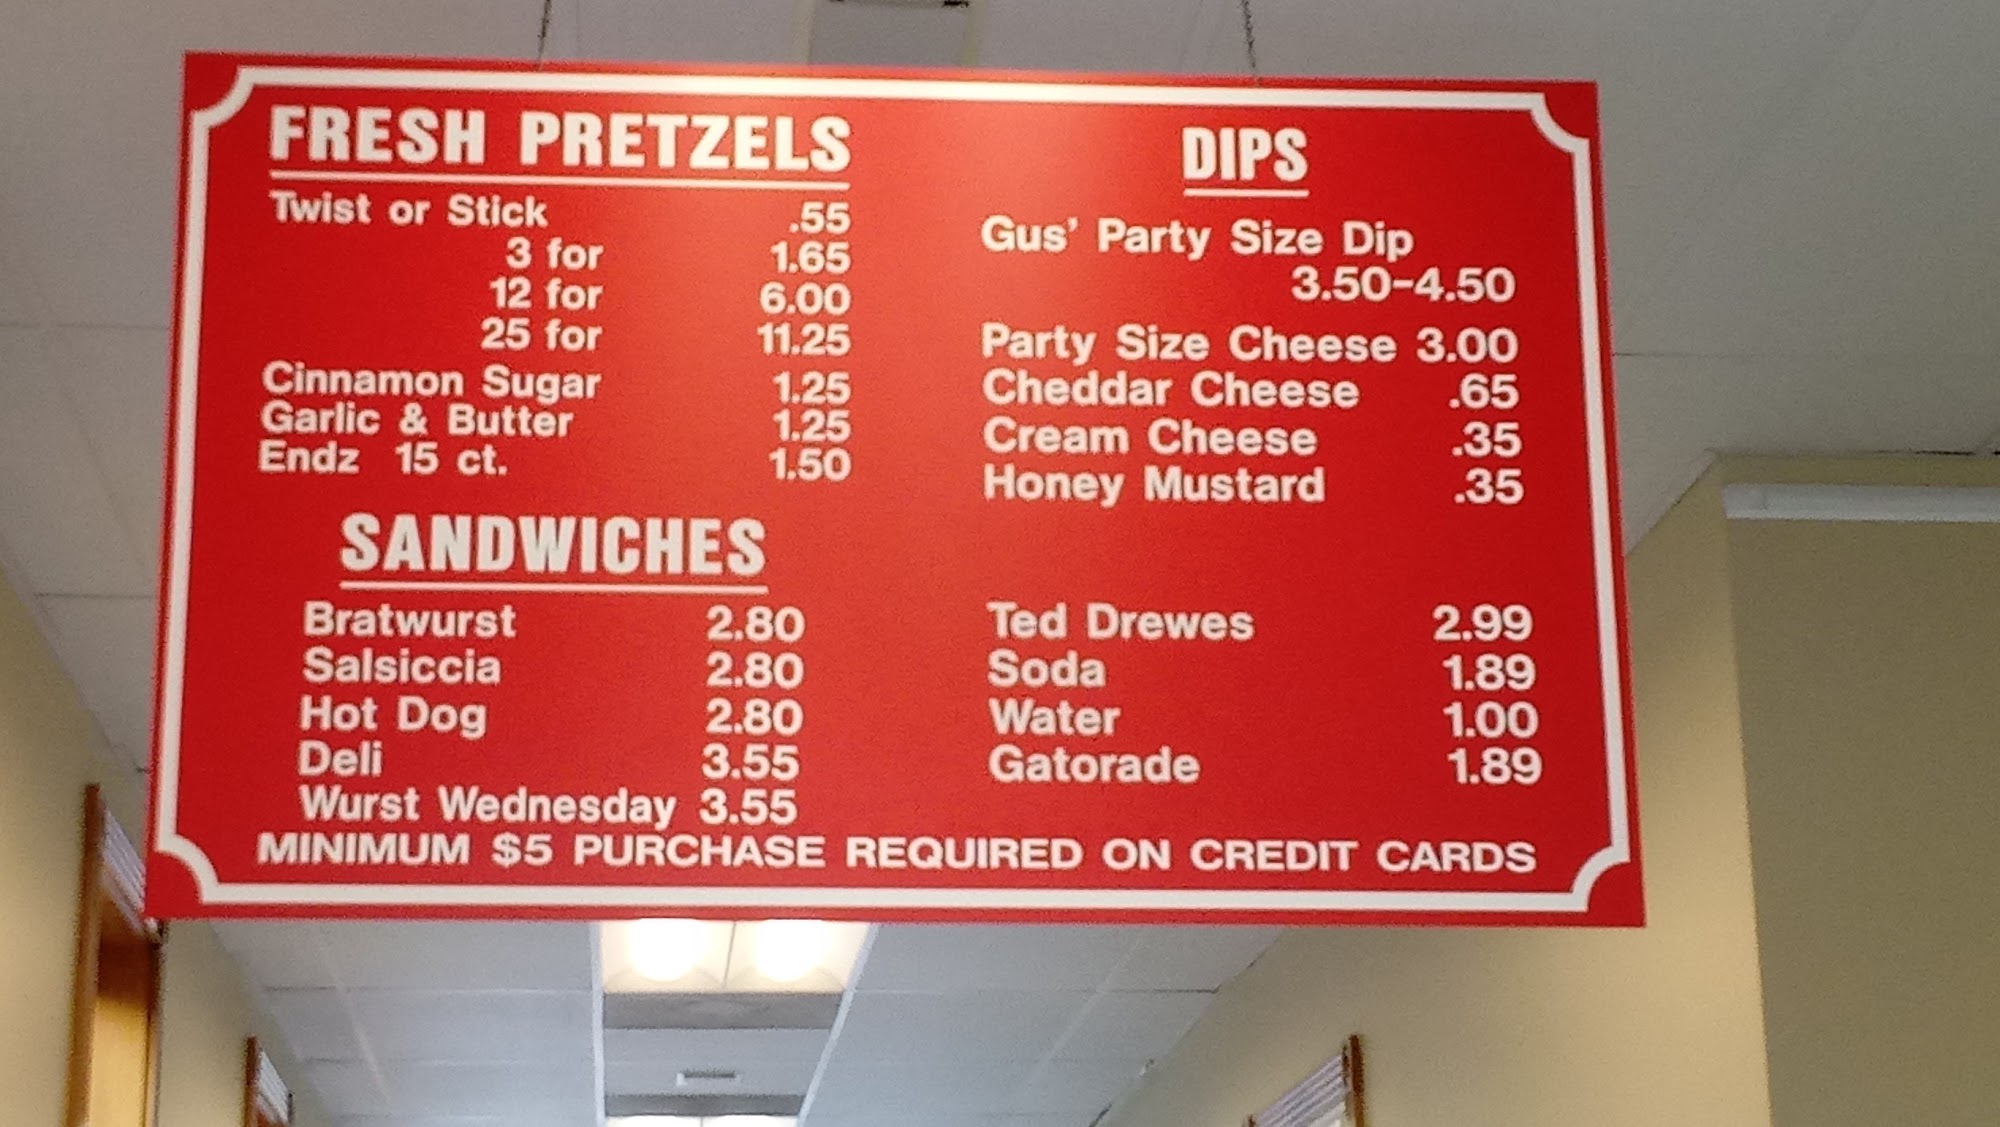 FRESH PRETZELS
Twist or Stick .55
3 for 1.65
12 for 6.00
25 for 11.25
Cinnamon Sugar 1.25
Garlic & Butter 1.25
Endz 15 ct. 1.50
SANDWICHES
Bratwurst 2.80
Salsiccia 2.80
Hot Dog 2.80
Deli 3.55
Wurst Wednesday 3.55
DIPS
Gus' Party Size Dip
3.50-4.50
Party Size Cheese 3.00
Cheddar Cheese .65
Cream Cheese .35
Honey Mustard .35
Ted Drewes 2.99
Soda 1.89
Water 1.00
Gatorade 1.89
MINIMUM $5 PURCHASE REQUIRED ON CREDIT CARDS